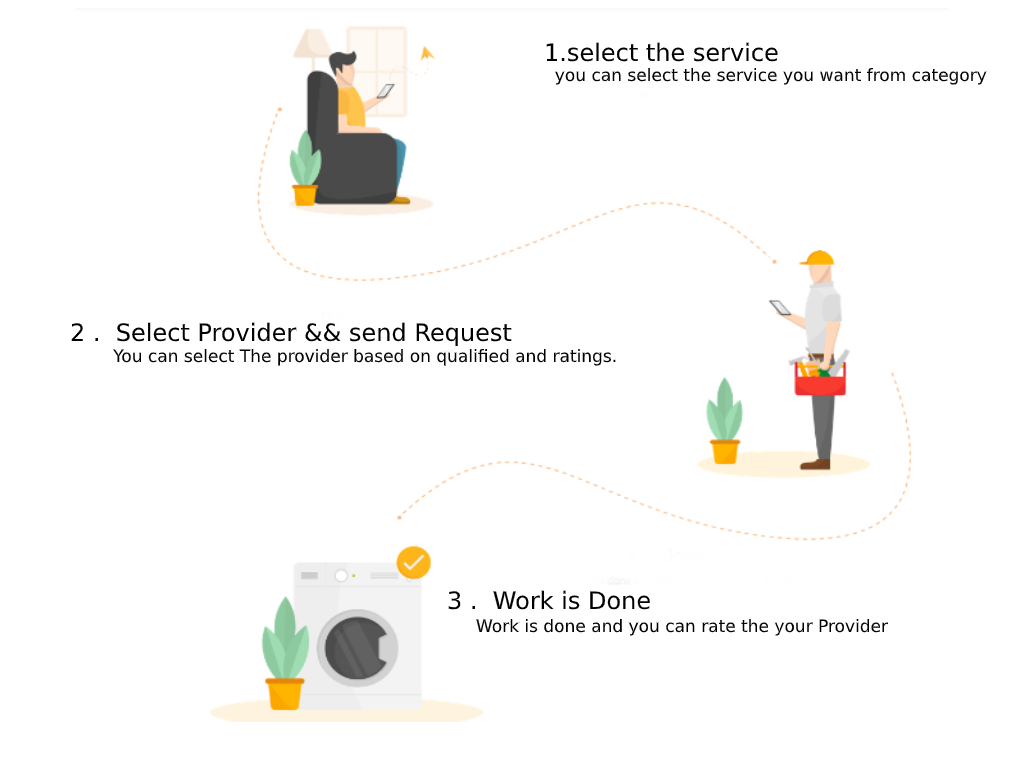 1.select the service
you can select the service you want from category
2 .  Select Provider && send Request
You can select The provider based on qualified and ratings.
3 .  Work is Done
Work is done and you can rate the your Provider